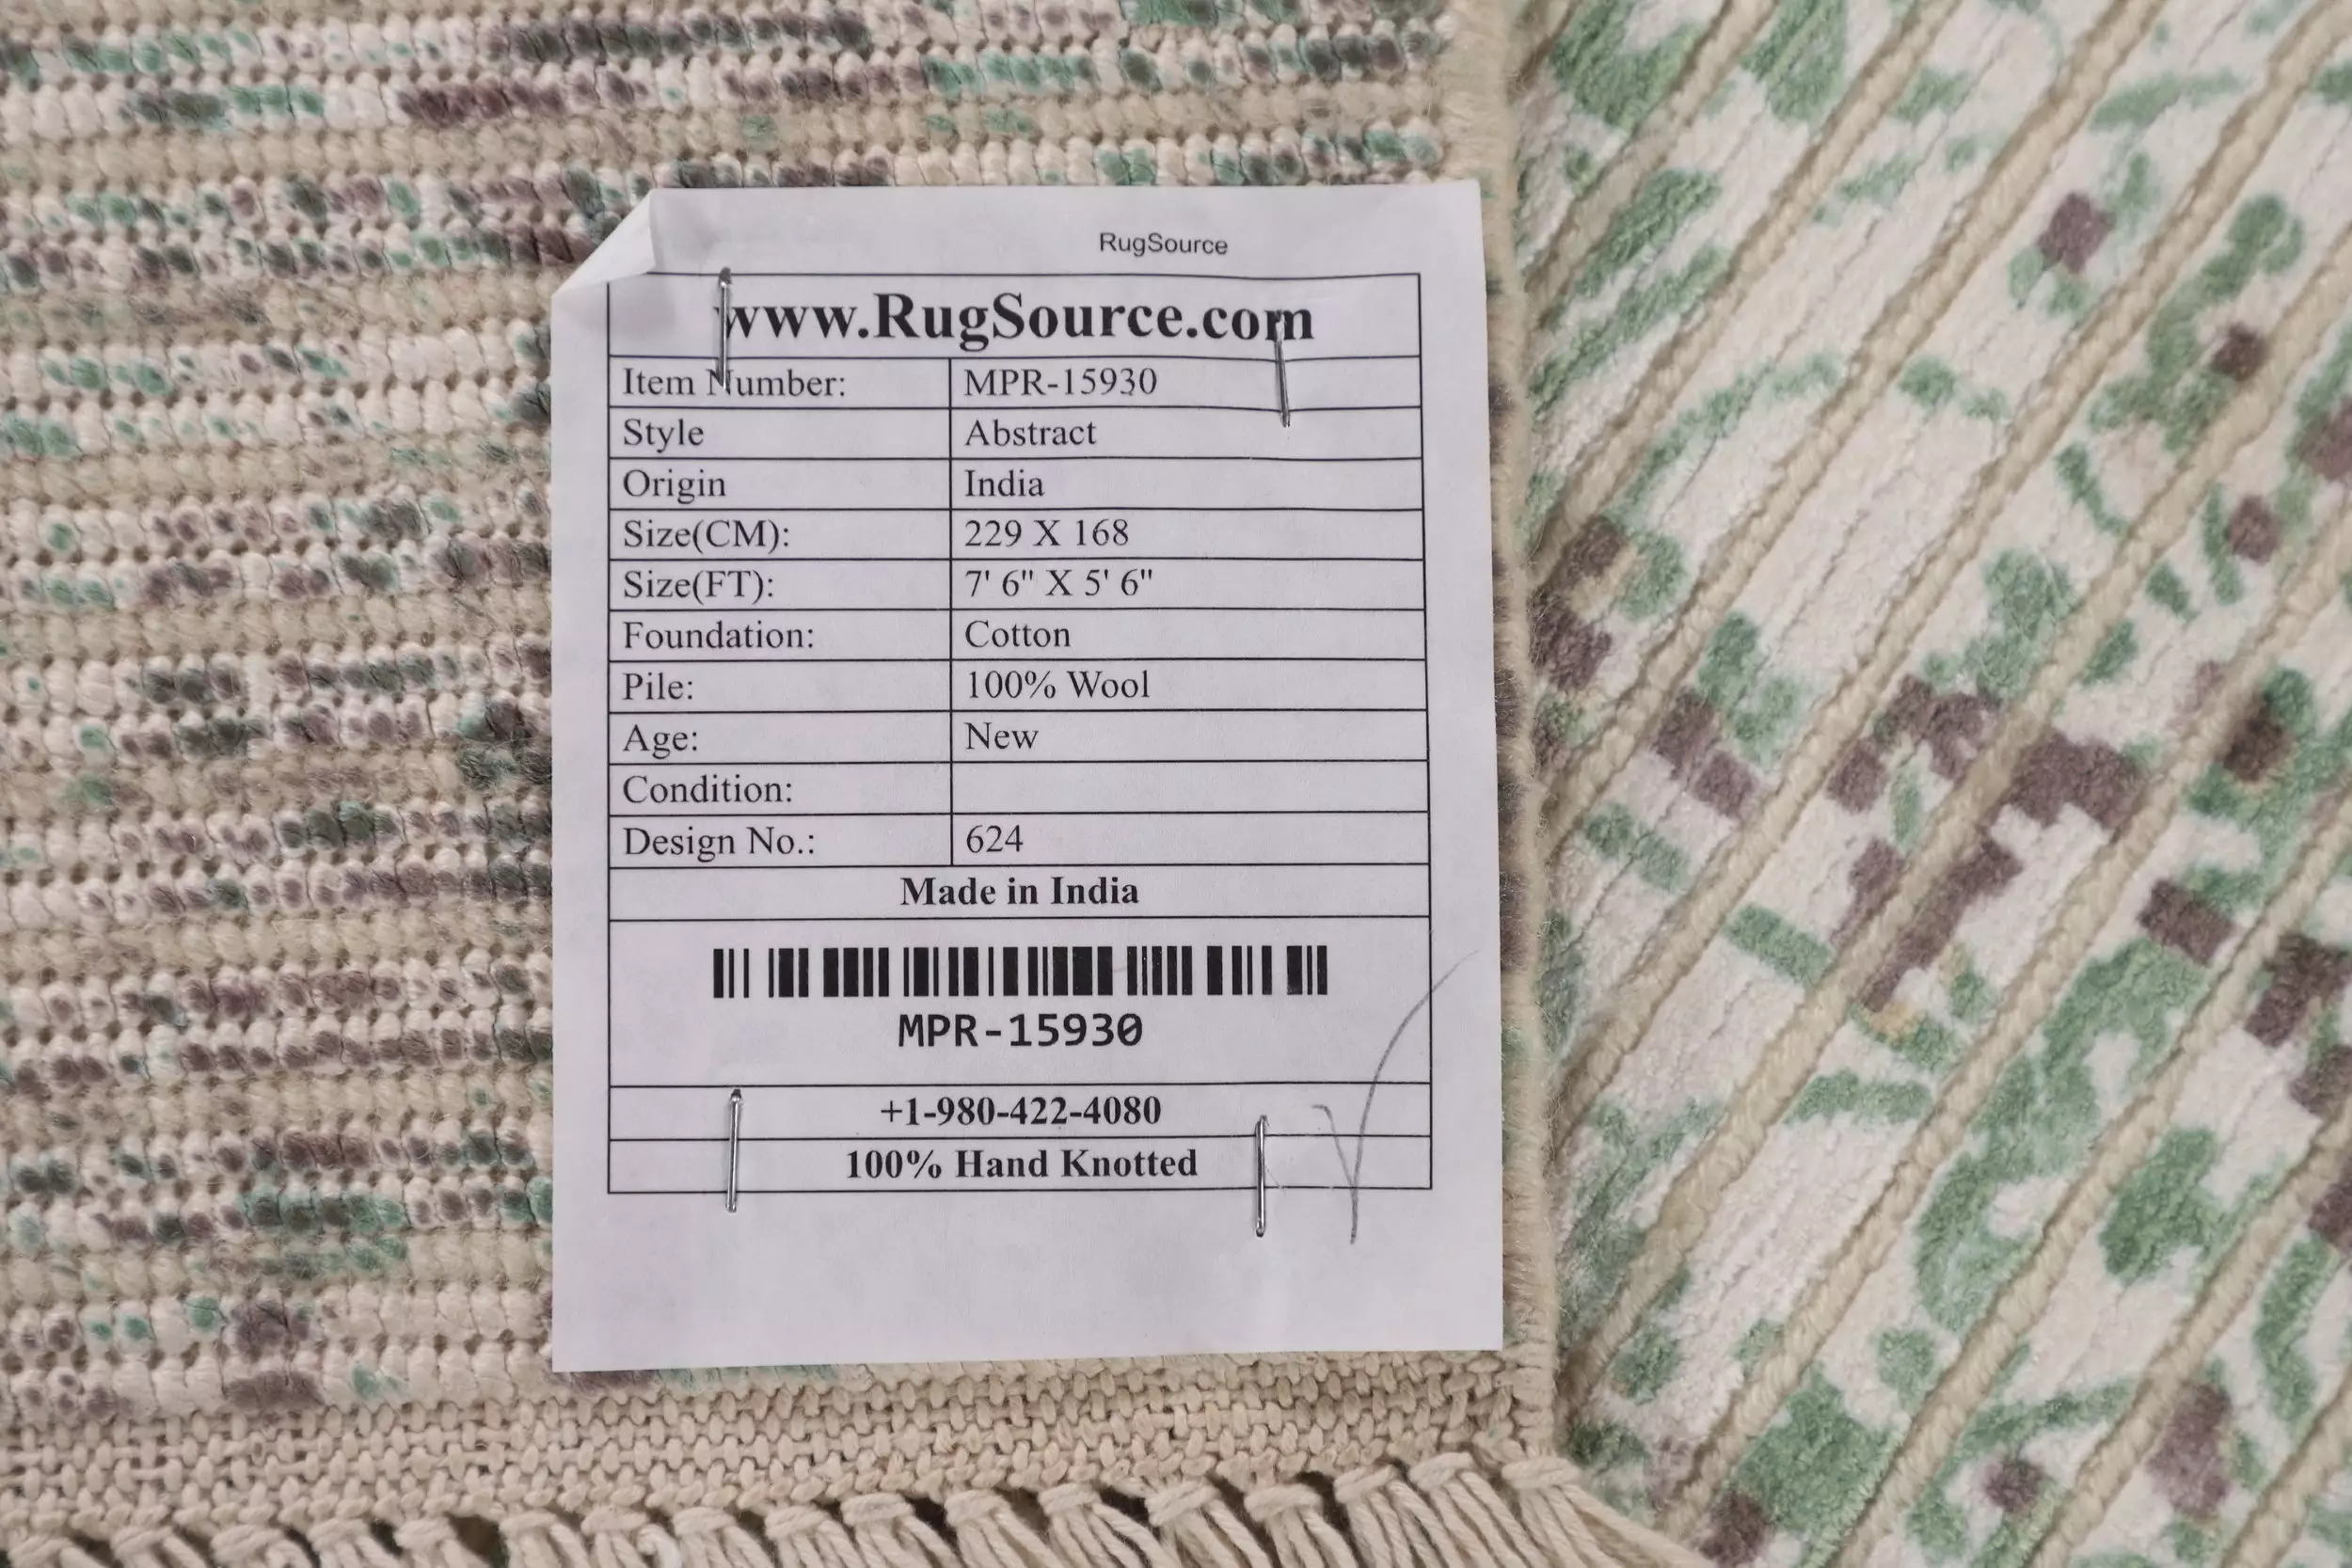 RugSource
www.RugSource.com
Item Number: MPR-15930
Style Abstract
Origin India
Size(CM): 229 X 168
Size(FT): 7' 6" X 5' 6"
Foundation: Cotton
Pile: 100% Wool
Age: New
Condition:
Design No.: 624
Made in India
MPR-15930
+1-980-422-4080
100% Hand Knotted